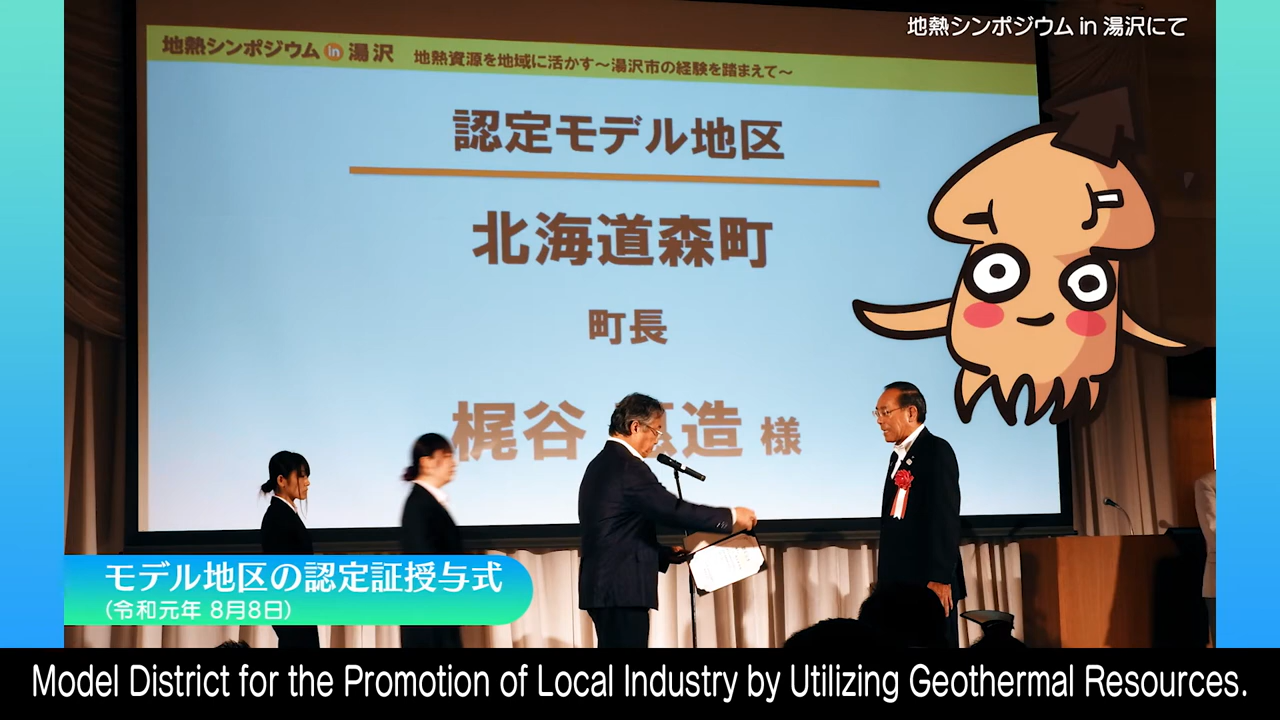 地熱シンポジウム in 湯沢にて
地熱シンポジウム in 湯沢 地熱資源を地域に活かす～湯沢市の経験を踏まえて～
認定モデル地区
北海道森町
町長
梶谷 造 様
モデル地区の認定証授与式
(令和元年 8月8日)
Model District for the Promotion of Local Industry by Utilizing Geothermal Resources.